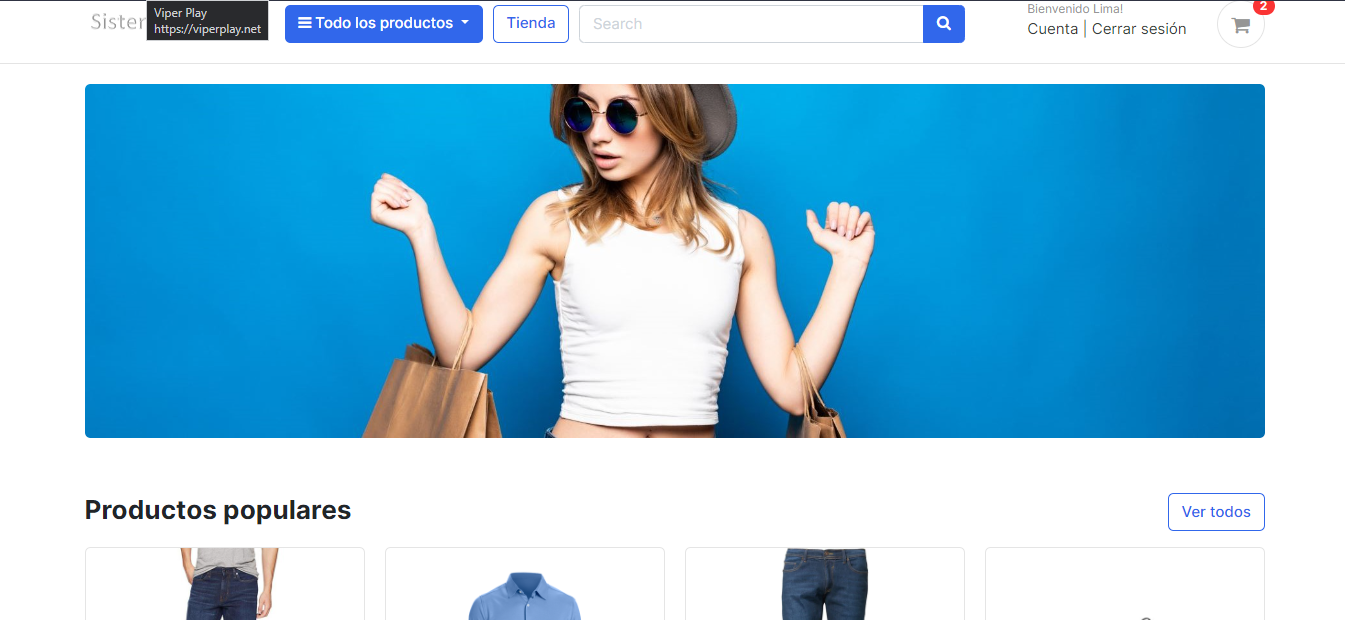 Viper Play
https://viperplay.net
Todo los productos
Tienda
Search
Bienvenido Lima!
Cuenta | Cerrar sesión
2
Productos populares
Ver todos